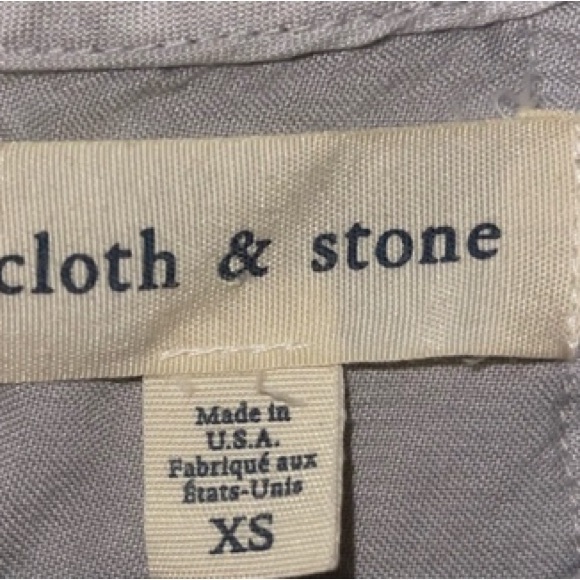 cloth & stone
Made in
U.S.A.
Fabriqué aux
États-Unis
XS